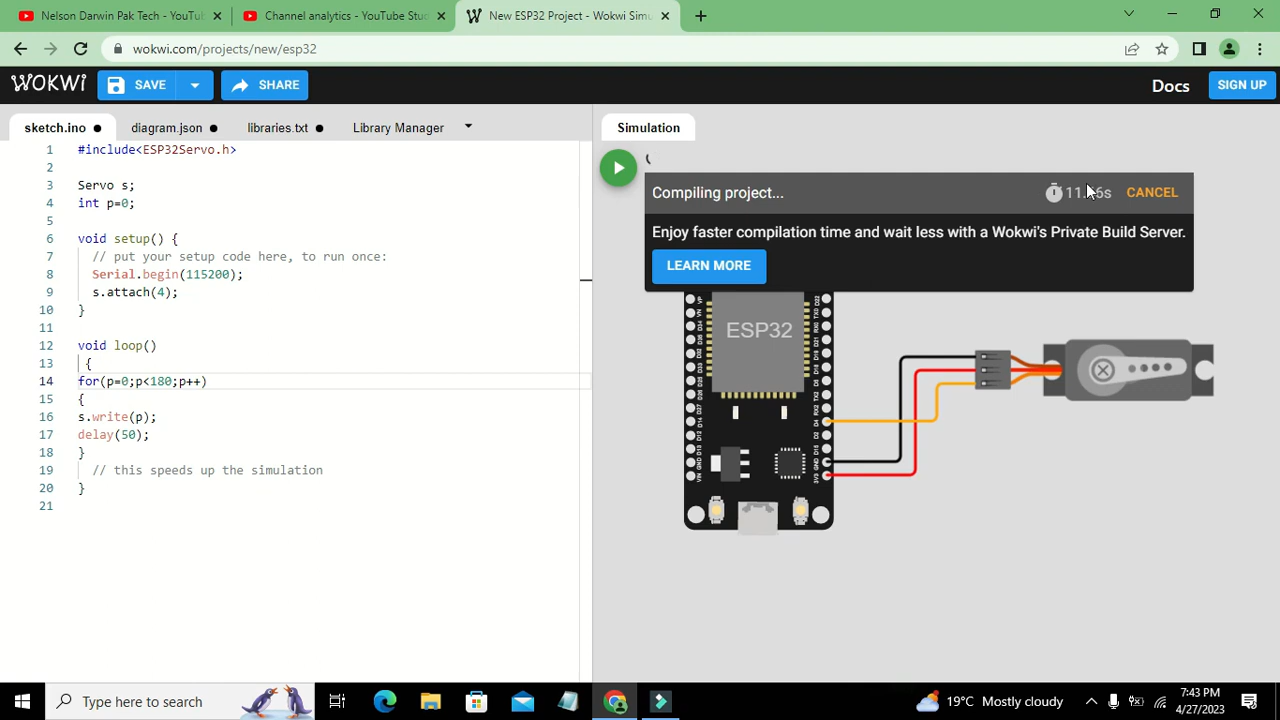 Nelson Darwin Pak Tech - YouTub
Channel analytics - YouTube Stud
New ESP32 Project - Wokwi Simu
wokwi.com/projects/new/esp32
WOKWI
SAVE
SHARE
Docs
SIGN UP
sketch.ino
diagram.json
libraries.txt
Library Manager
Simulation
1 #include<ESP32Servo.h>
2
3 Servo s;
4 int p=0;
5
6 void setup() {
7 // put your setup code here, to run once:
8 Serial.begin(115200);
9 s.attach(4);
10 }
11
12 void loop()
13 {
14 for(p=0;p<180;p++)
15 {
16 s.write(p);
17 delay(50);
18 }
19 // this speeds up the simulation
20 }
21
Compiling project...
CANCEL
Enjoy faster compilation time and wait less with a Wokwi's Private Build Server.
LEARN MORE
ESP32
Type here to search
19°C Mostly cloudy
7:43 PM
4/27/2023